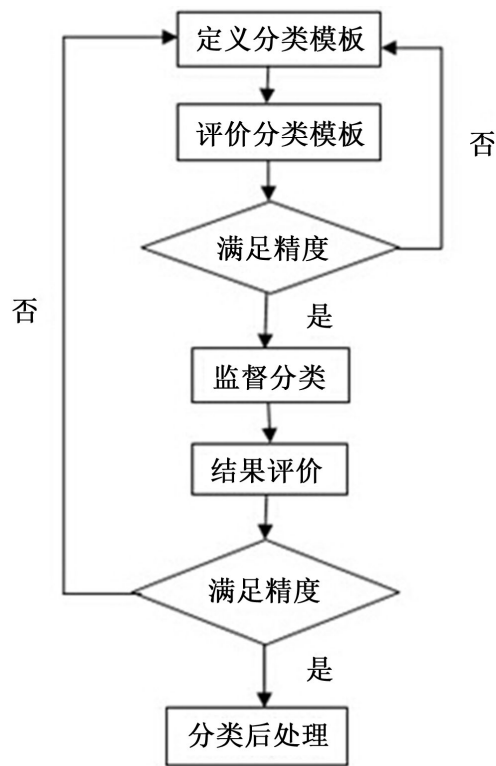 定义分类模板
评价分类模板
否
满足精度
否
是
监督分类
结果评价
满足精度
是
分类后处理